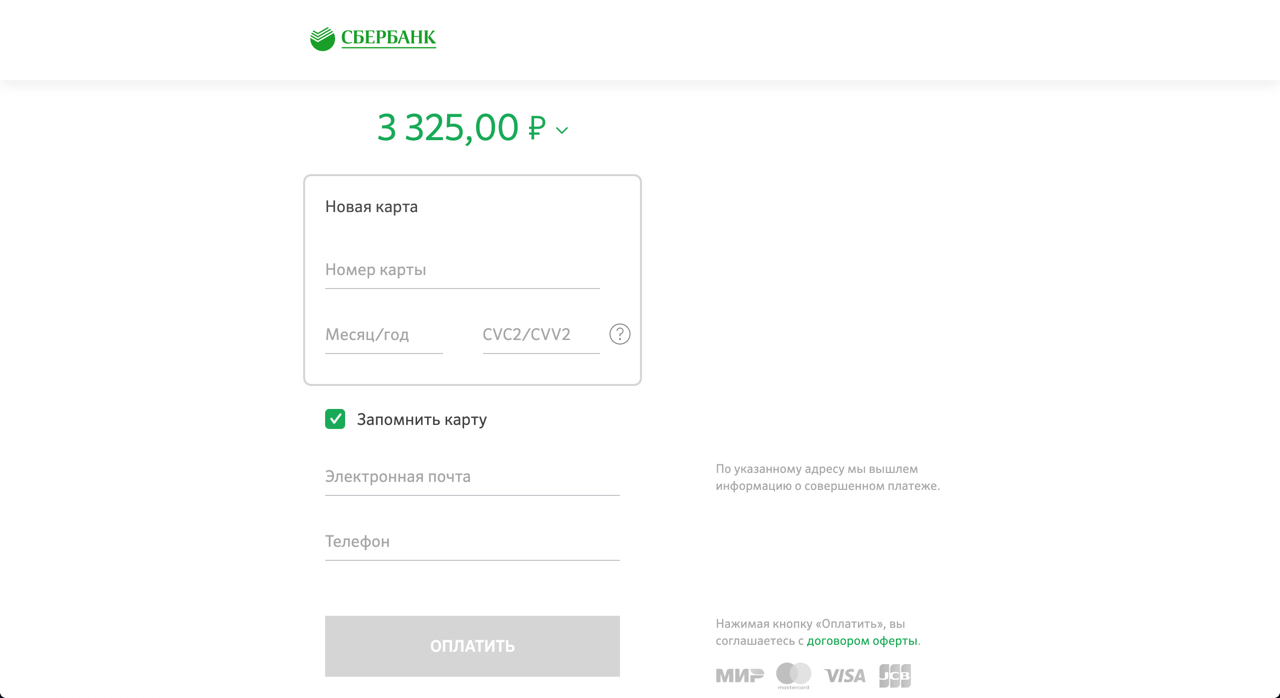 СБЕРБАНК
3 325,00 ₽
Новая карта
Номер карты
Месяц/год CVC2/CVV2 ?
Запомнить карту
Электронная почта
По указанному адресу мы вышлем
информацию о совершенном платеже.
Телефон
ОПЛАТИТЬ
Нажимая кнопку «Оплатить», вы
соглашаетесь с договором оферты.
МИР mastercard VISA JCB